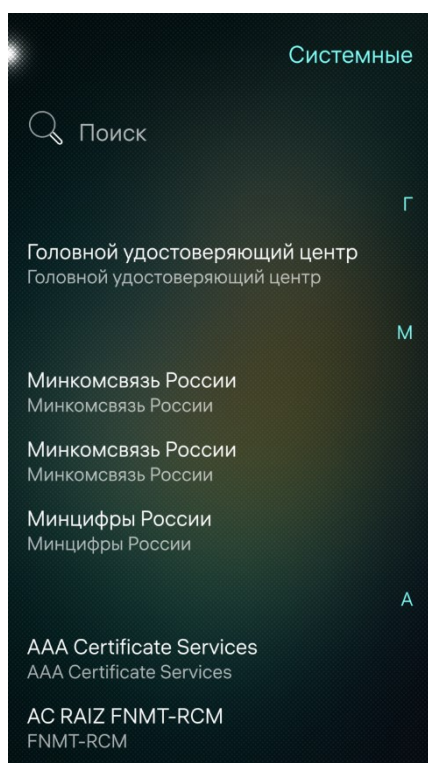 Системные
Поиск
Г
Головной удостоверяющий центр
Головной удостоверяющий центр
М
Минкомсвязь России
Минкомсвязь России
Минкомсвязь России
Минкомсвязь России
Минцифры России
Минцифры России
A
AAA Certificate Services
AAA Certificate Services
AC RAIZ FNMT-RCM
FNMT-RCM